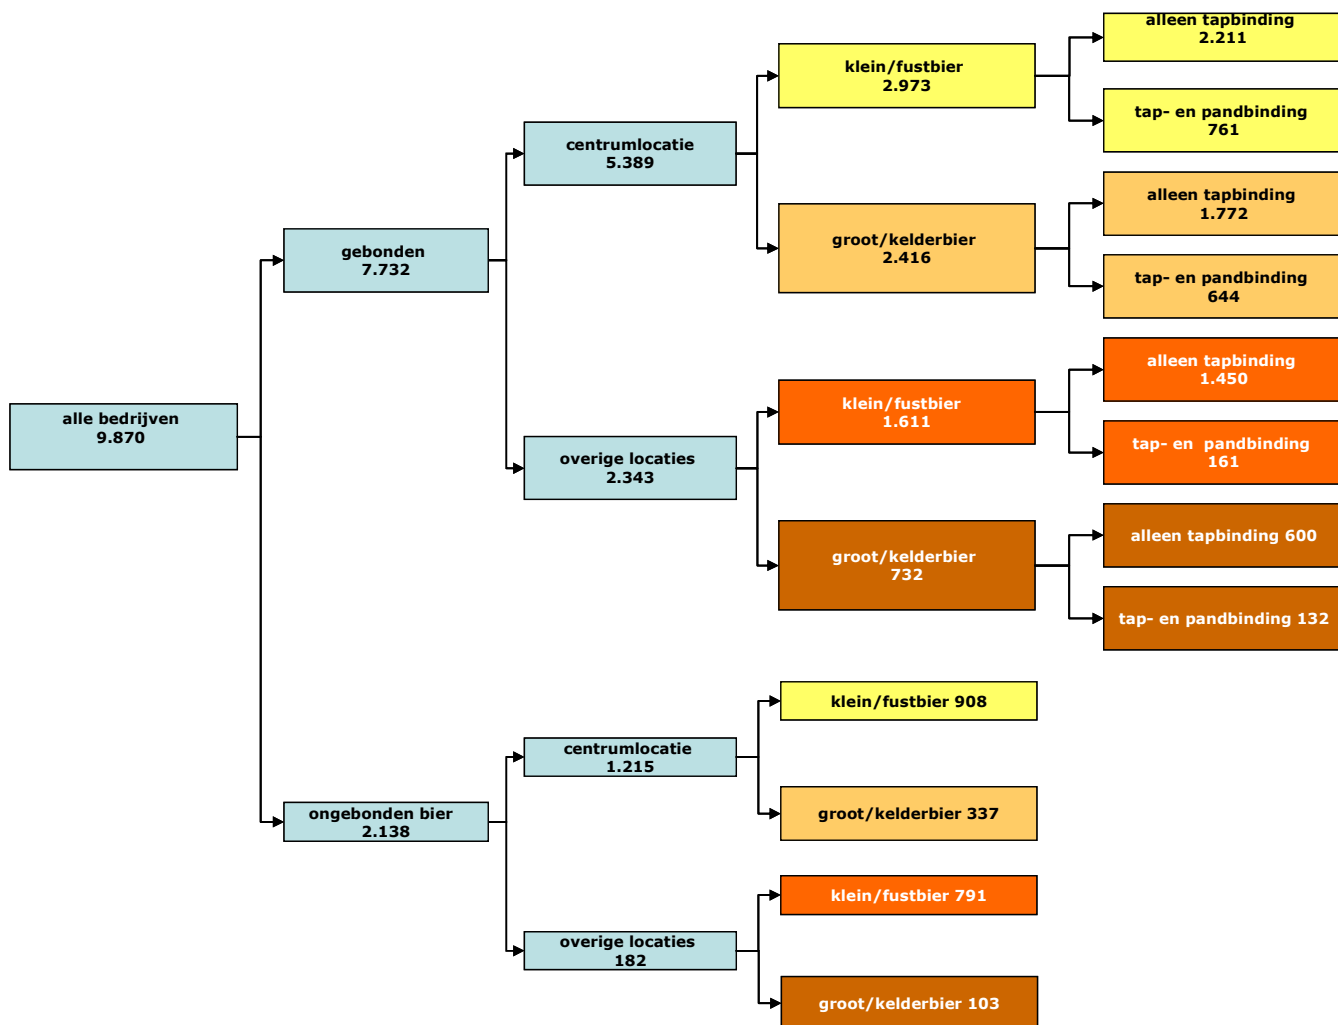 alle bedrijven
9.870
gebonden
7.732
centrumlocatie
5.389
klein/fustbier
2.973
alleen tapbinding
2.211
tap- en pandbinding
761
groot/kelderbier
2.416
alleen tapbinding
1.772
tap- en pandbinding
644
overige locaties
2.343
klein/fustbier
1.611
alleen tapbinding
1.450
tap- en  pandbinding
161
groot/kelderbier
732
alleen tapbinding 600
tap- en pandbinding 132
ongebonden bier
2.138
centrumlocatie
1.215
klein/fustbier 908
groot/kelderbier 337
overige locaties
182
klein/fustbier 791
groot/kelderbier 103